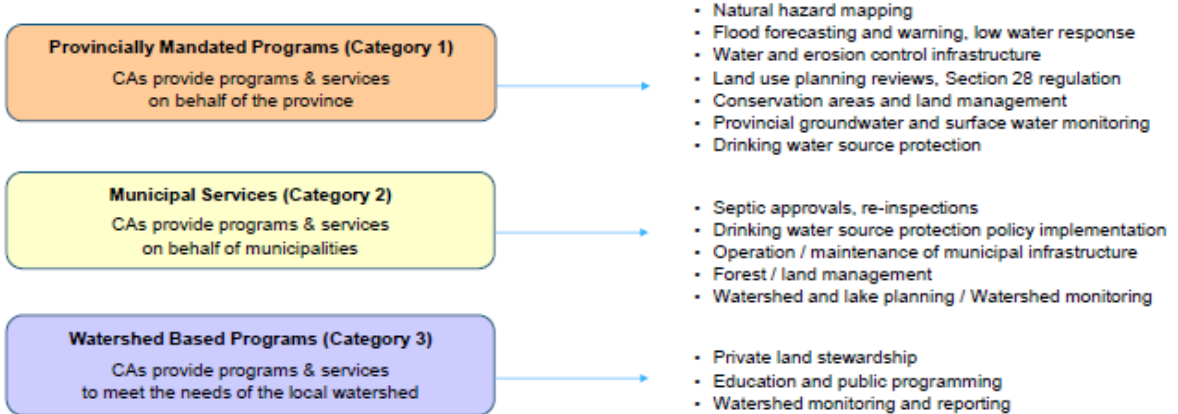 Provincially Mandated Programs (Category 1)
CAs provide programs & services
on behalf of the province
• Natural hazard mapping
• Flood forecasting and warning, low water response
• Water and erosion control infrastructure
• Land use planning reviews, Section 28 regulation
• Conservation areas and land management
• Provincial groundwater and surface water monitoring
• Drinking water source protection
Municipal Services (Category 2)
CAs provide programs & services
on behalf of municipalities
• Septic approvals, re-inspections
• Drinking water source protection policy implementation
• Operation / maintenance of municipal infrastructure
• Forest / land management
• Watershed and lake planning / Watershed monitoring
Watershed Based Programs (Category 3)
CAs provide programs & services
to meet the needs of the local watershed
• Private land stewardship
• Education and public programming
• Watershed monitoring and reporting